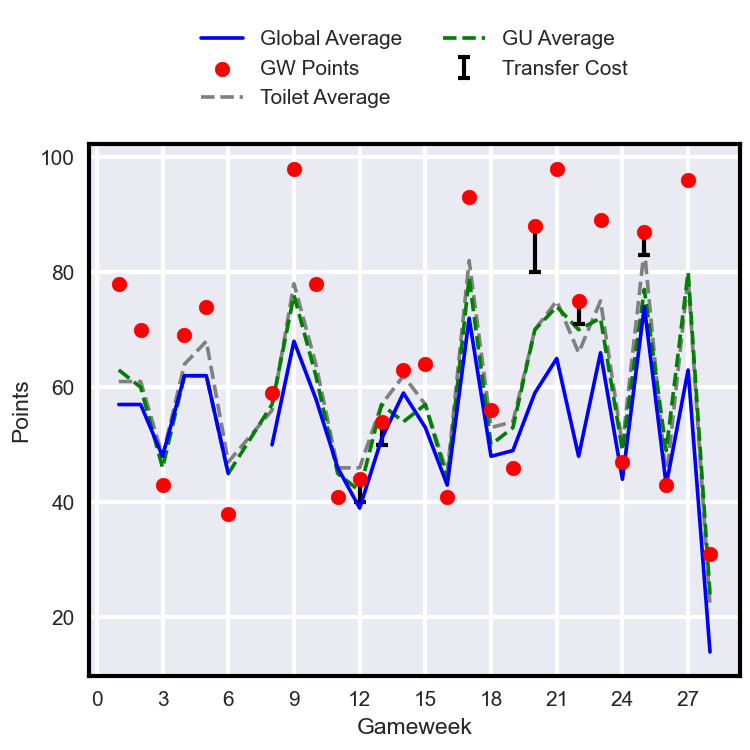 Global Average
GW Points
Toilet Average
GU Average
Transfer Cost
100
80
60
40
20
Points
0 3 6 9 12 15 18 21 24 27
Gameweek